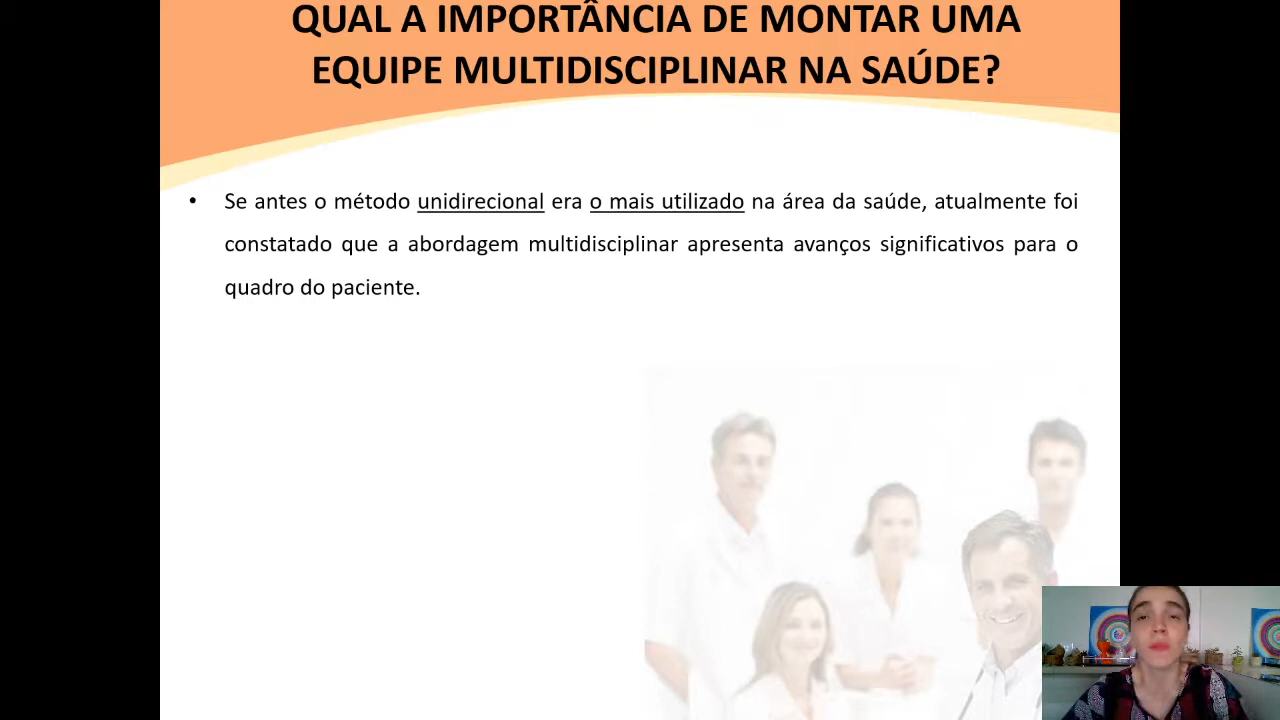 QUAL A IMPORTÂNCIA DE MONTAR UMA
EQUIPE MULTIDISCIPLINAR NA SAÚDE?
• Se antes o método unidirecional era o mais utilizado na área da saúde, atualmente foi
constatado que a abordagem multidisciplinar apresenta avanços significativos para o
quadro do paciente.